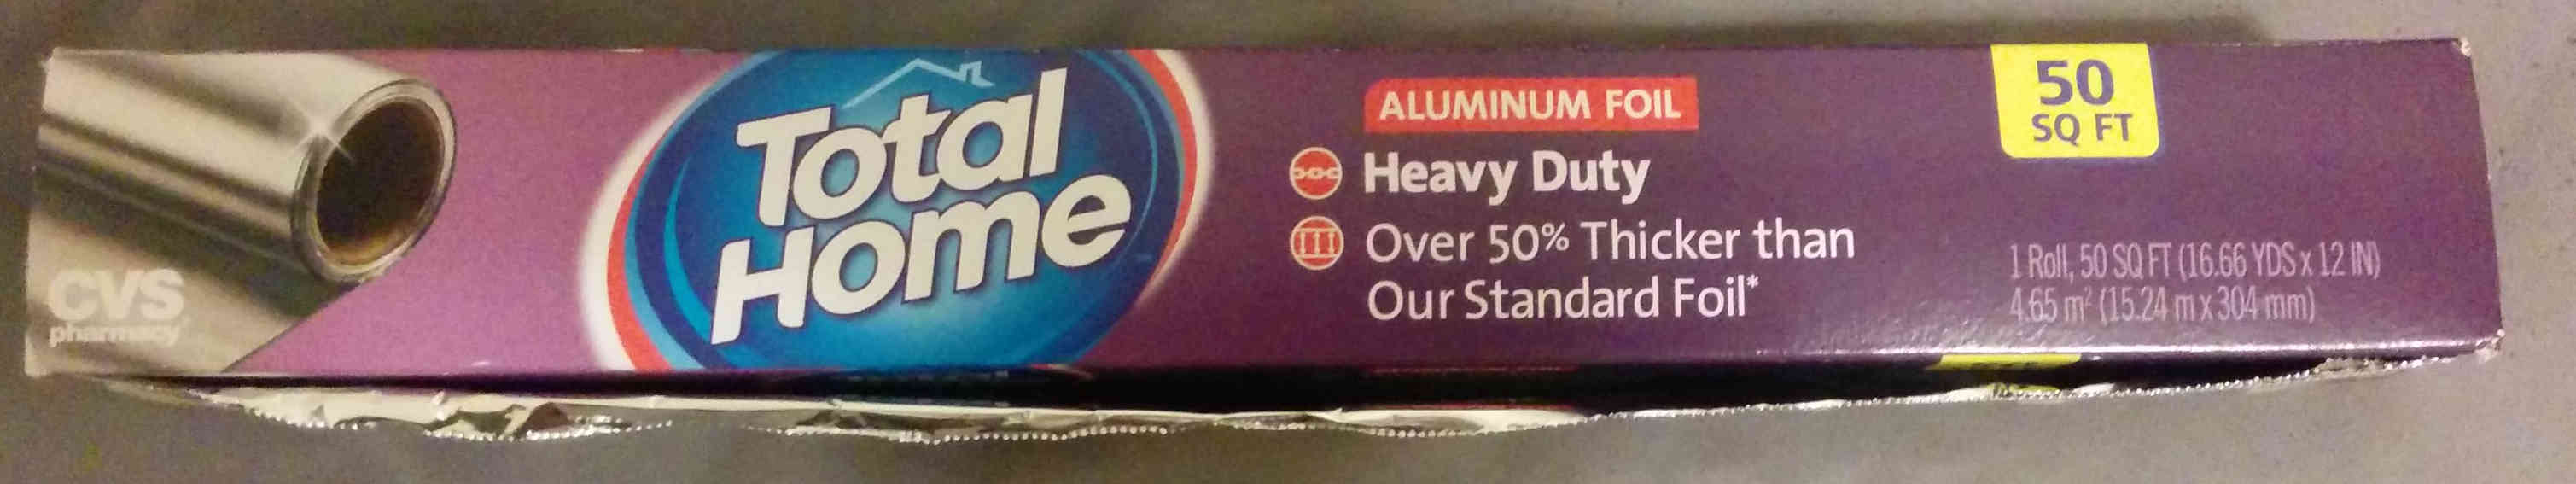 CVS
pharmacy
Total
Home
ALUMINUM FOIL
Heavy Duty
Over 50% Thicker than
Our Standard Foil*
50
SQ FT
1 Roll, 50 SQ FT (16.66 YDS x 12 IN)
4.65 m² (15.24 m x 304 mm)